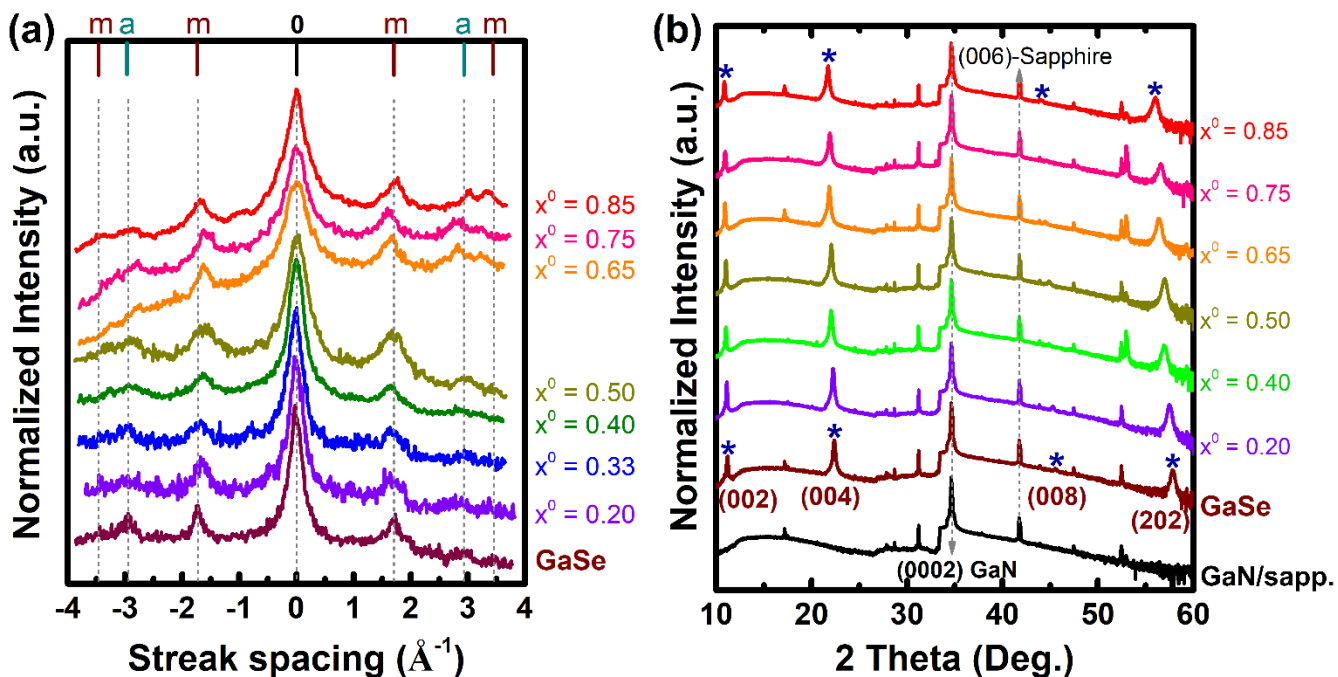 (a)
m a m o m a m
Normalized Intensity (a.u.)
x⁰ = 0.85
x⁰ = 0.75
x⁰ = 0.65
x⁰ = 0.50
x⁰ = 0.40
x⁰ = 0.33
x⁰ = 0.20
GaSe
-4 -3 -2 -1 0 1 2 3 4
Streak spacing (Å⁻¹)
(b)
Normalized Intensity (a.u.)
* * * *
(006)-Sapphire
x⁰ = 0.85
x⁰ = 0.75
x⁰ = 0.65
x⁰ = 0.50
x⁰ = 0.40
x⁰ = 0.20
* * * *
(002) (004) (008) (202) GaSe
(0002) GaN
GaN/sapp.
10 20 30 40 50 60
2 Theta (Deg.)